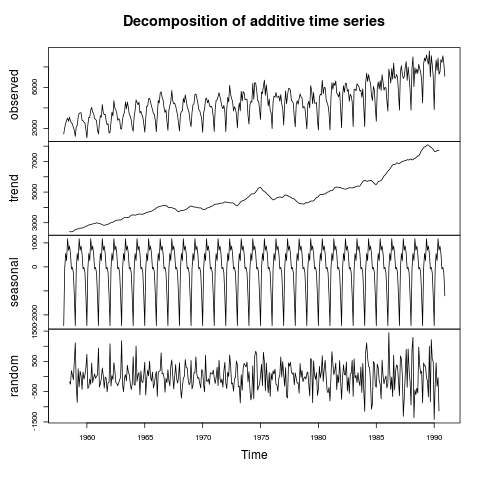 Decomposition of additive time series
observed
2000 6000
trend
3000 5000 7000
seasonal
-2000 0 1000
random
-1500 -500 500 1500
1960 1965 1970 1975 1980 1985 1990
Time